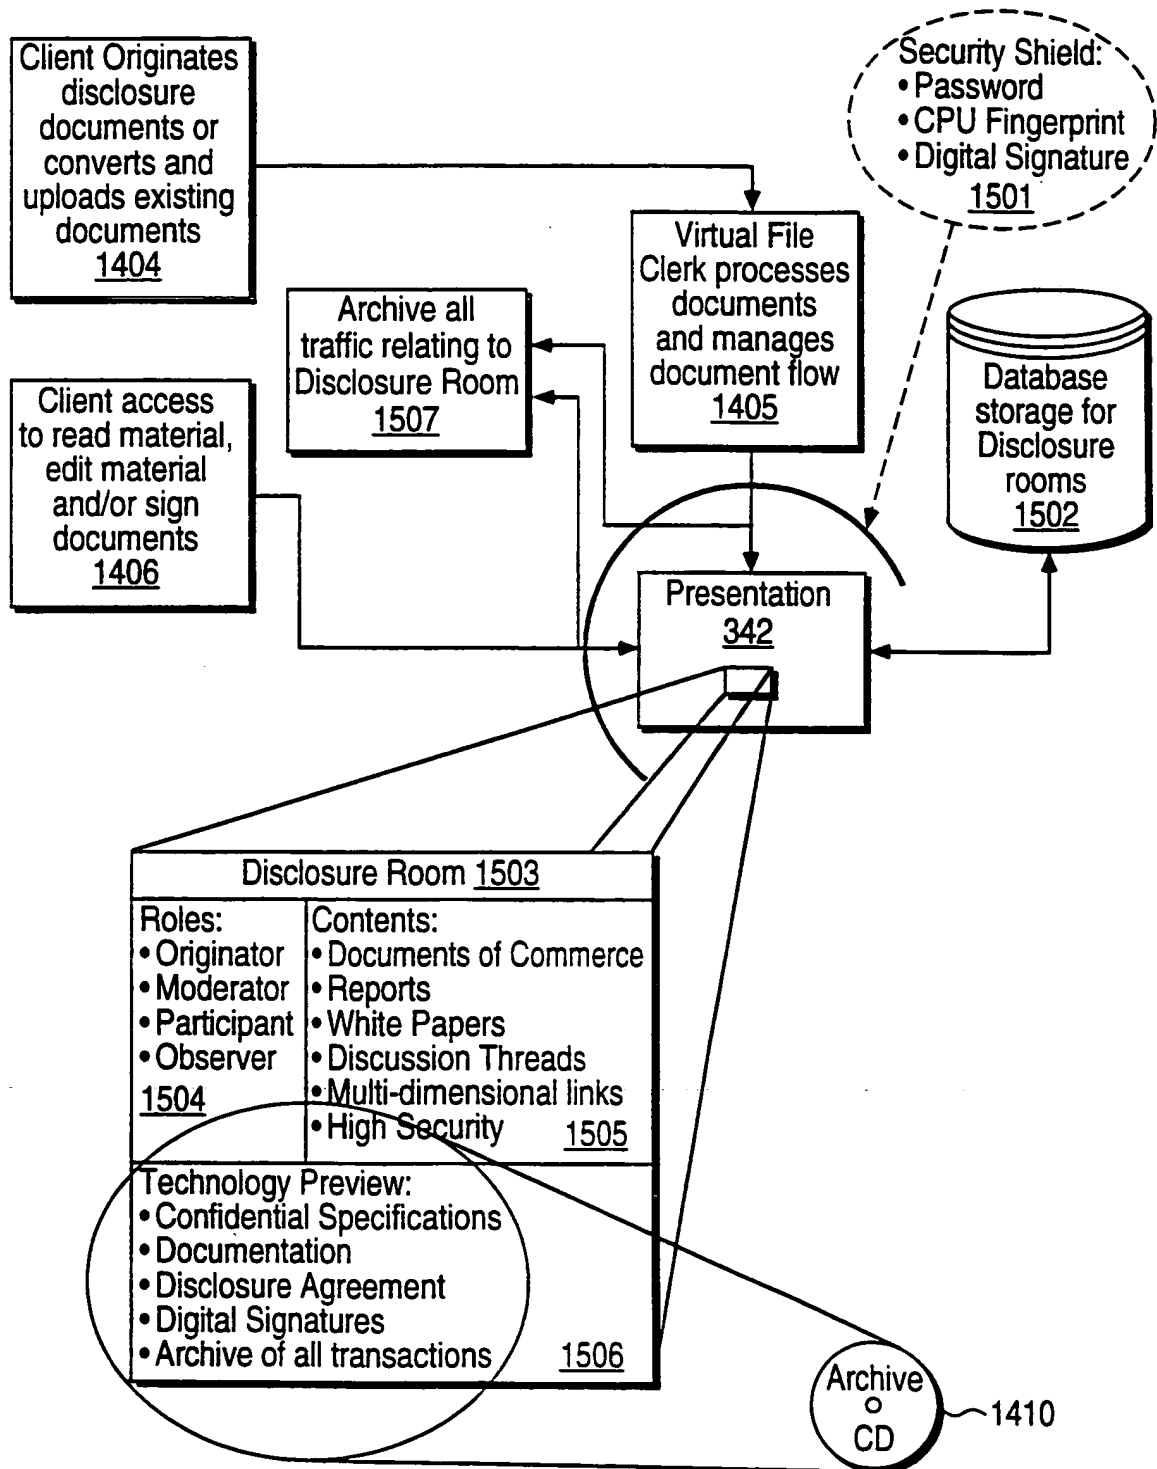 Client Originates
disclosure
documents or
converts and
uploads existing
documents
1404
Security Shield:
• Password
• CPU Fingerprint
• Digital Signature
1501
Virtual File
Clerk processes
documents
and manages
document flow
1405
Archive all
traffic relating to
Disclosure Room
1507
Database
storage for
Disclosure
rooms
1502
Client access
to read material,
edit material
and/or sign
documents
1406
Presentation
342
Disclosure Room 1503
Roles:
• Originator
• Moderator
• Participant
• Observer
1504
Contents:
• Documents of Commerce
• Reports
• White Papers
• Discussion Threads
• Multi-dimensional links
• High Security 1505
Technology Preview:
• Confidential Specifications
• Documentation
• Disclosure Agreement
• Digital Signatures
• Archive of all transactions 1506
Archive
CD
1410